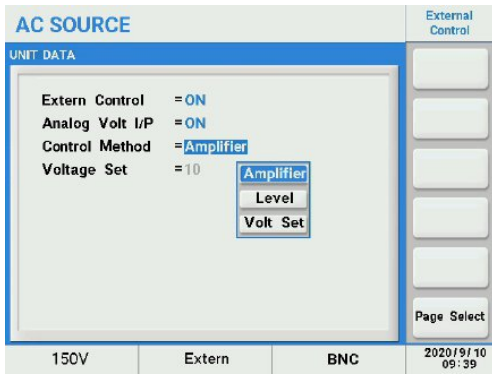 AC SOURCE
External
Control
UNIT DATA
Extern Control =ON
Analog Volt I/P =ON
Control Method =Amplifier
Voltage Set =10
Amplifier
Level
Volt Set
Page Select
150V
Extern
BNC
2020/9/10
09:39